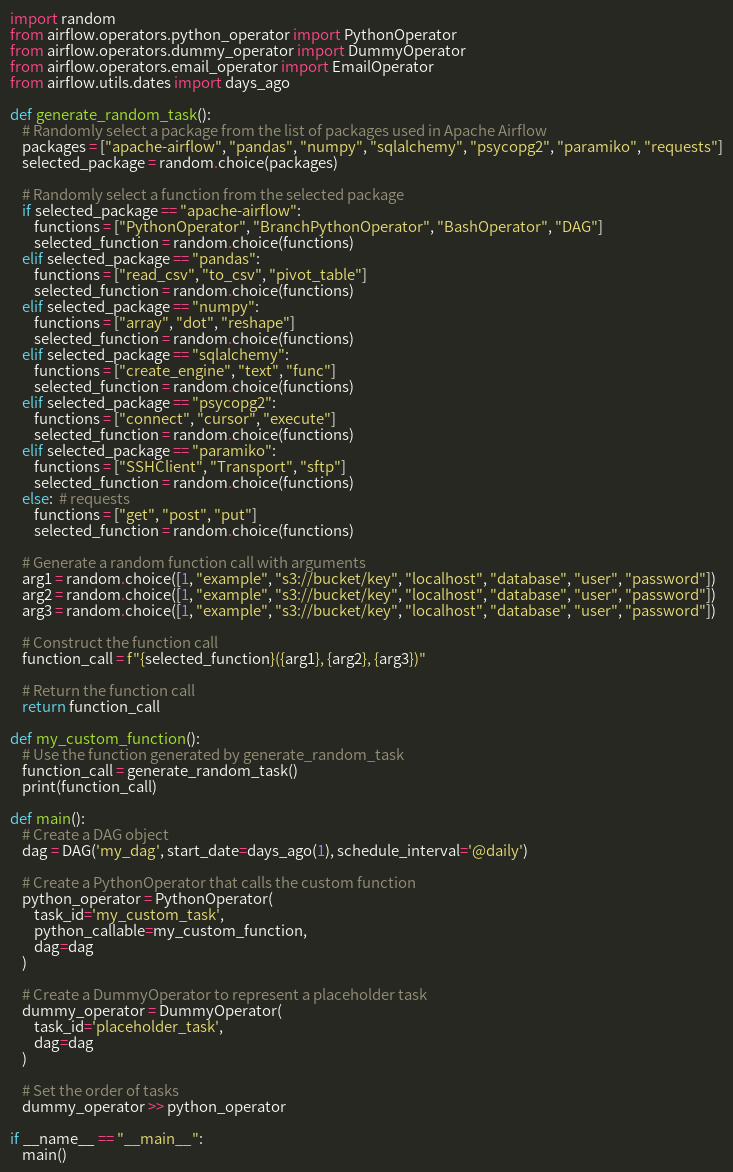 import random
from airflow.operators.python_operator import PythonOperator
from airflow.operators.dummy_operator import DummyOperator
from airflow.operators.email_operator import EmailOperator
from airflow.utils.dates import days_ago

def generate_random_task():
    # Randomly select a package from the list of packages used in Apache Airflow
    packages = ["apache-airflow", "pandas", "numpy", "sqlalchemy", "psycopg2", "paramiko", "requests"]
    selected_package = random.choice(packages)

    # Randomly select a function from the selected package
    if selected_package == "apache-airflow":
        functions = ["PythonOperator", "BranchPythonOperator", "BashOperator", "DAG"]
        selected_function = random.choice(functions)
    elif selected_package == "pandas":
        functions = ["read_csv", "to_csv", "pivot_table"]
        selected_function = random.choice(functions)
    elif selected_package == "numpy":
        functions = ["array", "dot", "reshape"]
        selected_function = random.choice(functions)
    elif selected_package == "sqlalchemy":
        functions = ["create_engine", "text", "func"]
        selected_function = random.choice(functions)
    elif selected_package == "psycopg2":
        functions = ["connect", "cursor", "execute"]
        selected_function = random.choice(functions)
    elif selected_package == "paramiko":
        functions = ["SSHClient", "Transport", "sftp"]
        selected_function = random.choice(functions)
    else:  # requests
        functions = ["get", "post", "put"]
        selected_function = random.choice(functions)

    # Generate a random function call with arguments
    arg1 = random.choice([1, "example", "s3://bucket/key", "localhost", "database", "user", "password"])
    arg2 = random.choice([1, "example", "s3://bucket/key", "localhost", "database", "user", "password"])
    arg3 = random.choice([1, "example", "s3://bucket/key", "localhost", "database", "user", "password"])

    # Construct the function call
    function_call = f"{selected_function}({arg1}, {arg2}, {arg3})"

    # Return the function call
    return function_call

def my_custom_function():
    # Use the function generated by generate_random_task
    function_call = generate_random_task()
    print(function_call)

def main():
    # Create a DAG object
    dag = DAG('my_dag', start_date=days_ago(1), schedule_interval='@daily')

    # Create a PythonOperator that calls the custom function
    python_operator = PythonOperator(
        task_id='my_custom_task',
        python_callable=my_custom_function,
        dag=dag
    )

    # Create a DummyOperator to represent a placeholder task
    dummy_operator = DummyOperator(
        task_id='placeholder_task',
        dag=dag
    )

    # Set the order of tasks
    dummy_operator >> python_operator

if __name__ == "__main__":
    main()